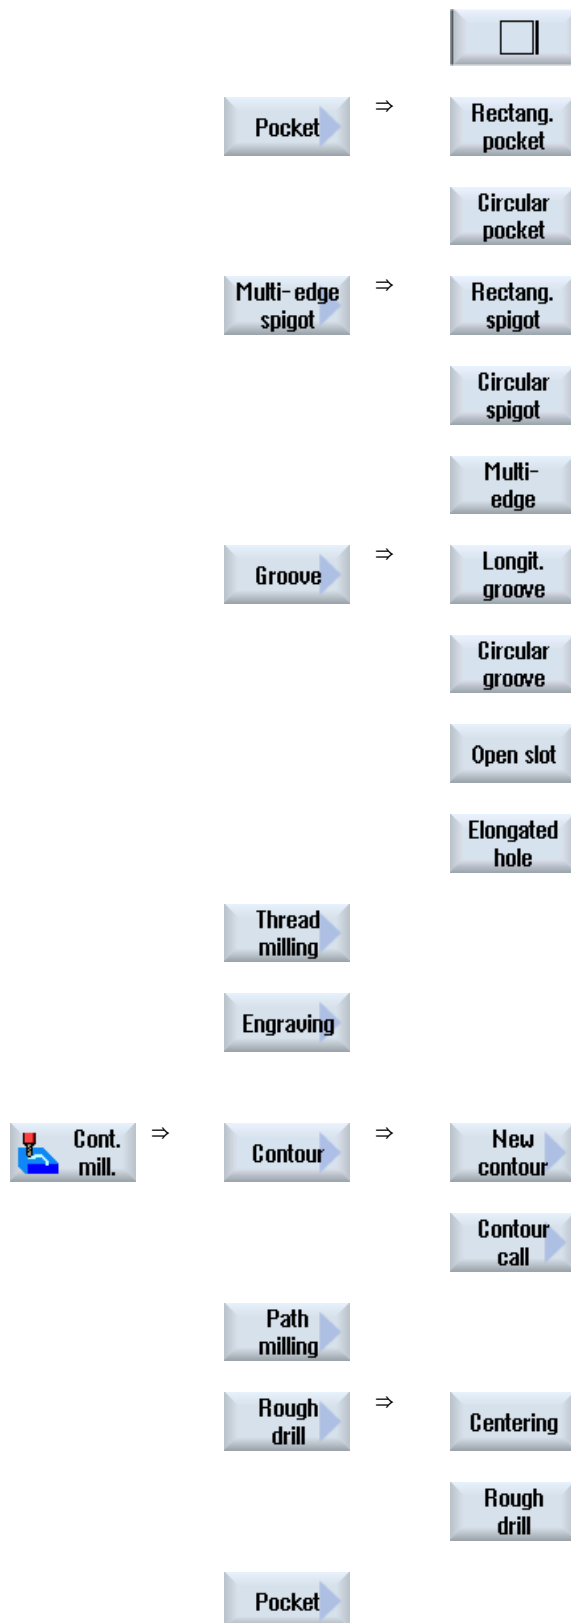 Pocket ⇒ Rectang.
pocket
Circular
pocket
Multi-edge
spigot ⇒ Rectang.
spigot
Circular
spigot
Multi-
edge
Groove ⇒ Longit.
groove
Circular
groove
Open slot
Elongated
hole
Thread
milling
Engraving
Cont.
mill. ⇒ Contour ⇒ New
contour
Contour
call
Path
milling
Rough
drill ⇒ Centering
Rough
drill
Pocket